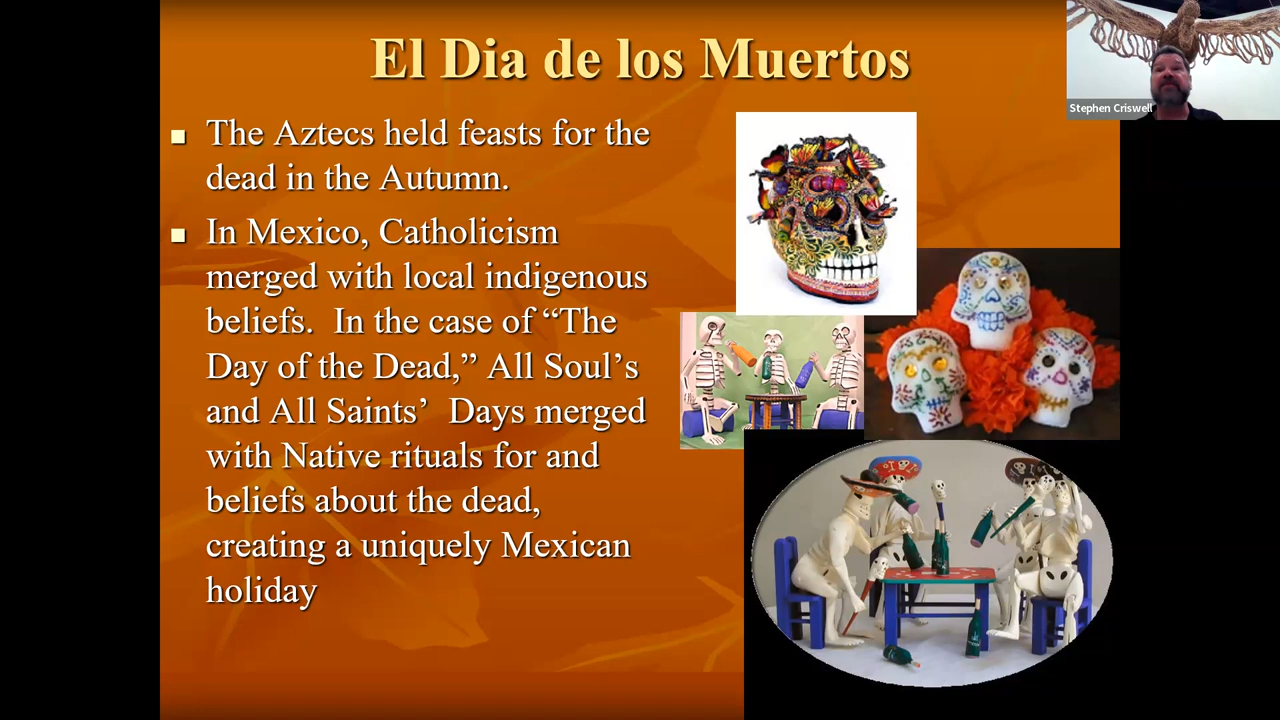 El Dia de los Muertos
Stephen Criswell
The Aztecs held feasts for the
dead in the Autumn.
In Mexico, Catholicism
merged with local indigenous
beliefs.  In the case of “The
Day of the Dead,” All Soul’s
and All Saints’  Days merged
with Native rituals for and
beliefs about the dead,
creating a uniquely Mexican
holiday